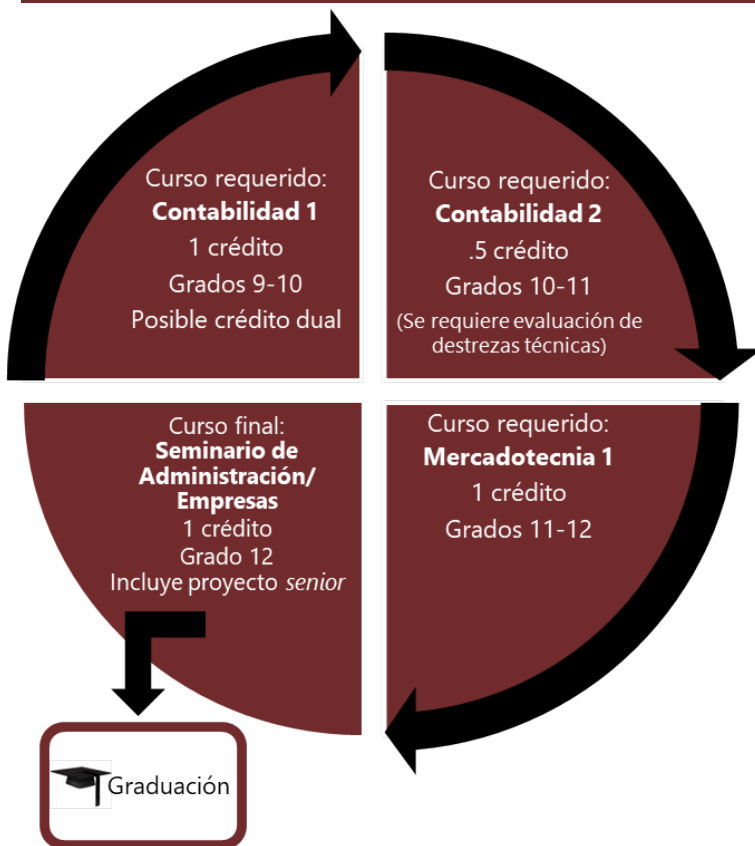 Curso requerido:
Contabilidad 1
1 crédito
Grados 9-10
Posible crédito dual
Curso requerido:
Contabilidad 2
.5 crédito
Grados 10-11
(Se requiere evaluación de
destrezas técnicas)
Curso requerido:
Mercadotecnia 1
1 crédito
Grados 11-12
Curso final:
Seminario de
Administración/
Empresas
1 crédito
Grado 12
Incluye proyecto senior
Graduación